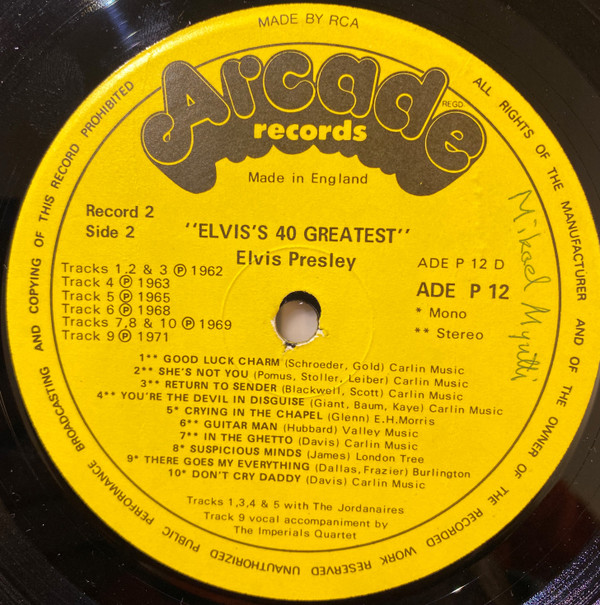 MADE BY RCA
ALL RIGHTS OF THE MANUFACTURER AND OF THE OWNER OF THE RECORDED WORK RESERVED UNAUTHORIZED PUBLIC PERFORMANCE BROADCASTING AND COPYING OF THIS RECORD PROHIBITED
Arcade
REGD.
records
Made in England
Record 2
Side 2
"ELVIS'S 40 GREATEST"
Elvis Presley
Tracks 1,2 & 3 ℗ 1962
Track 4 ℗ 1963
Track 5 ℗ 1965
Track 6 ℗ 1968
Tracks 7,8 & 10 ℗ 1969
Track 9 ℗ 1971
ADE P 12 D
ADE P 12
* Mono
** Stereo
Mikael
1** GOOD LUCK CHARM (Schroeder, Gold) Carlin Music
2** SHE'S NOT YOU (Pomus, Stoller, Leiber) Carlin Music
3** RETURN TO SENDER (Blackwell, Scott) Carlin Music
4** YOU'RE THE DEVIL IN DISGUISE (Giant, Baum, Kaye) Carlin Music
5* CRYING IN THE CHAPEL (Glenn) E.H.Morris
6** GUITAR MAN (Hubbard) Valley Music
7** IN THE GHETTO (Davis) Carlin Music
8* SUSPICIOUS MINDS (James) London Tree
9* THERE GOES MY EVERYTHING (Dallas, Frazier) Burlington
10* DON'T CRY DADDY (Davis) Carlin Music
Tracks 1,3,4 & 5 with The Jordanaires
Track 9 vocal accompaniment by
The Imperials Quartet